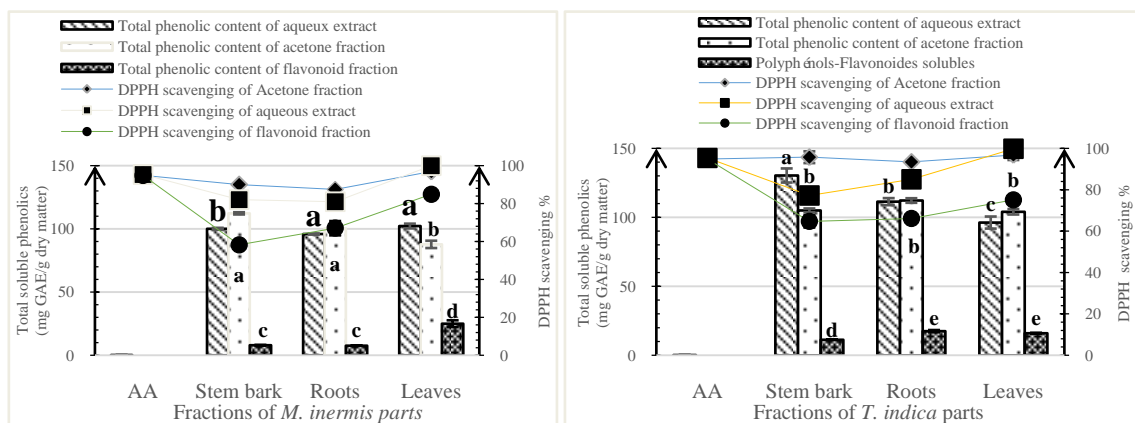 Total phenolic content of aqueux extract
Total phenolic content of acetone fraction
Total phenolic content of flavonoid fraction
DPPH scavenging of Acetone fraction
DPPH scavenging of aqueous extract
DPPH scavenging of flavonoid fraction
150
100
50
0
Total soluble phenolics
(mg GAE/g dry matter)
b
a
c
a
a
c
a
b
d
100
80
60
40
20
0
DPPH scavenging %
AA
Stem bark
Roots
Leaves
Fractions of M. inermis parts
Total phenolic content of aqueous extract
Total phenolic content of acetone fraction
Polyphénols-Flavonoides solubles
DPPH scavenging of Acetone fraction
DPPH scavenging of aqueous extract
DPPH scavenging of flavonoid fraction
150
100
50
0
Total soluble phenolics
(mg GAE/g dry matter)
a
b
d
b
b
e
c
b
e
100
80
60
40
20
0
DPPH scavenging %
AA
Stem bark
Roots
Leaves
Fractions of T. indica parts